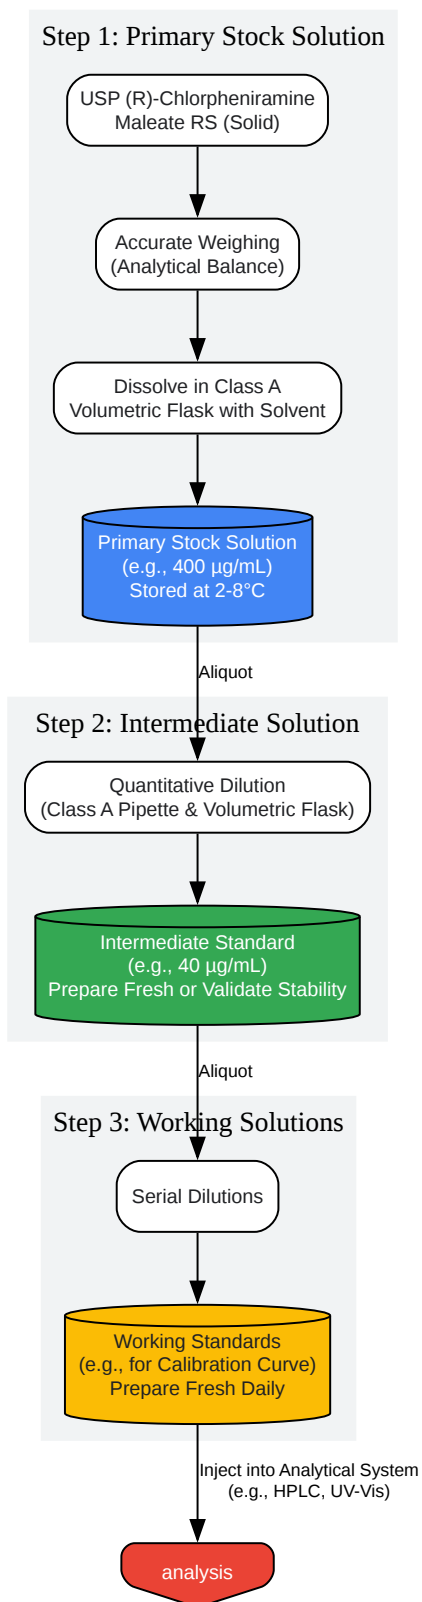 Step 1: Primary Stock Solution
USP (R)-Chlorpheniramine
Maleate RS (Solid)
Accurate Weighing
(Analytical Balance)
Dissolve in Class A
Volumetric Flask with Solvent
Primary Stock Solution
(e.g., 400 µg/mL)
Stored at 2-8°C
Aliquot
Step 2: Intermediate Solution
Quantitative Dilution
(Class A Pipette & Volumetric Flask)
Intermediate Standard
(e.g., 40 µg/mL)
Prepare Fresh or Validate Stability
Aliquot
Step 3: Working Solutions
Serial Dilutions
Working Standards
(e.g., for Calibration Curve)
Prepare Fresh Daily
Inject into Analytical System
(e.g., HPLC, UV-Vis)
analysis